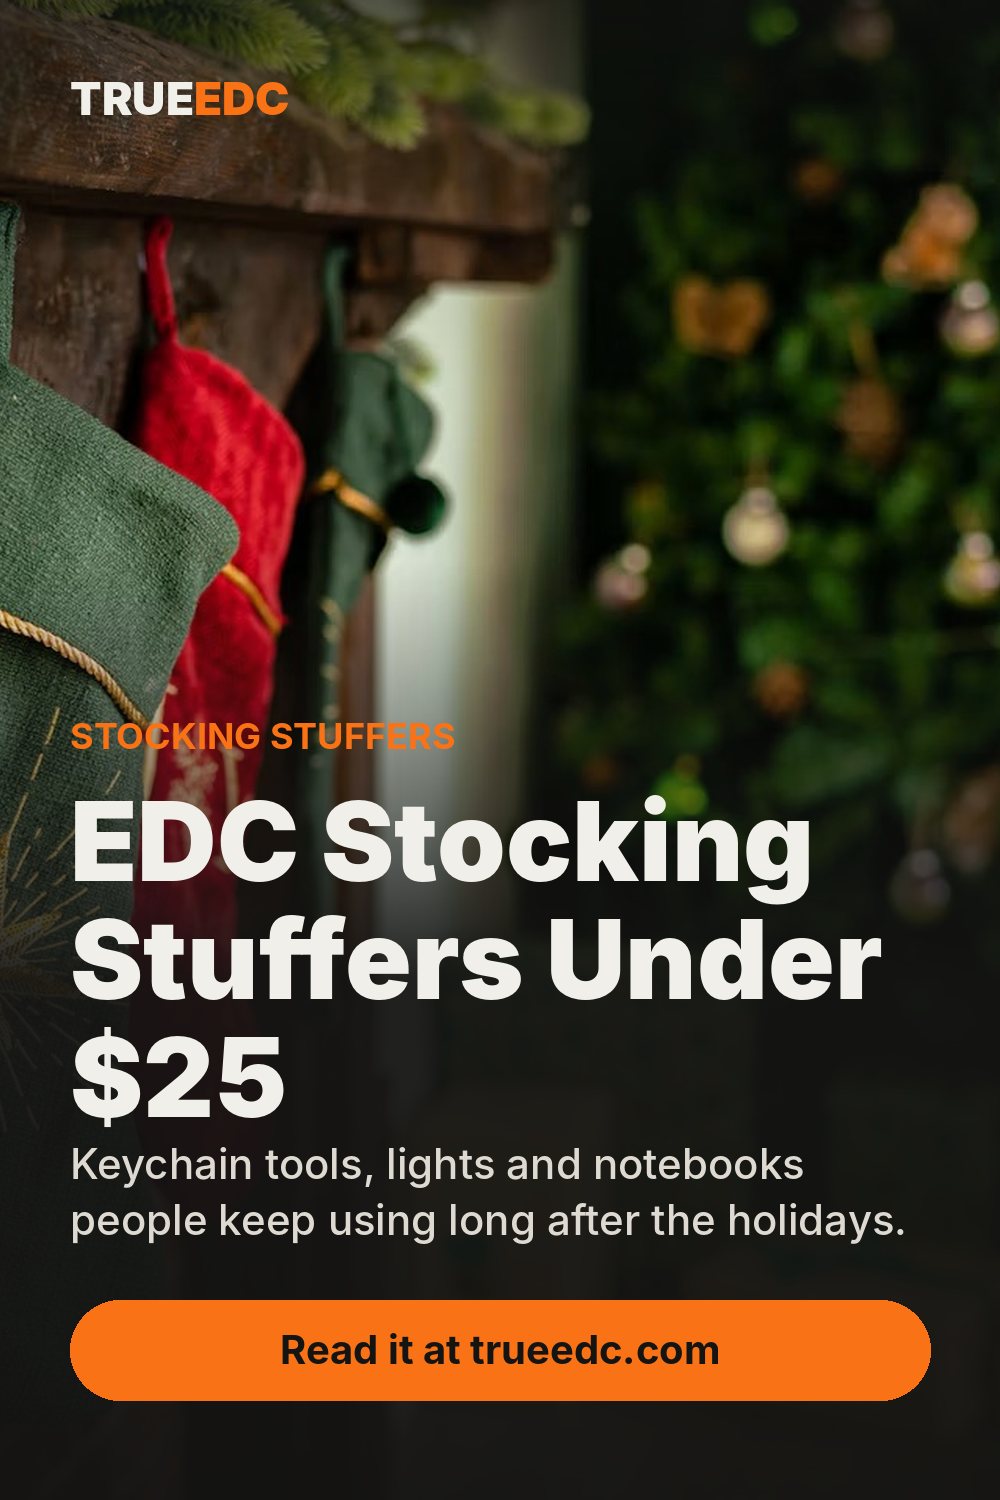 TRUEEDC
STOCKING STUFFERS
EDC Stocking
Stuffers Under
$25
Keychain tools, lights and notebooks
people keep using long after the holidays.
Read it at trueedc.com